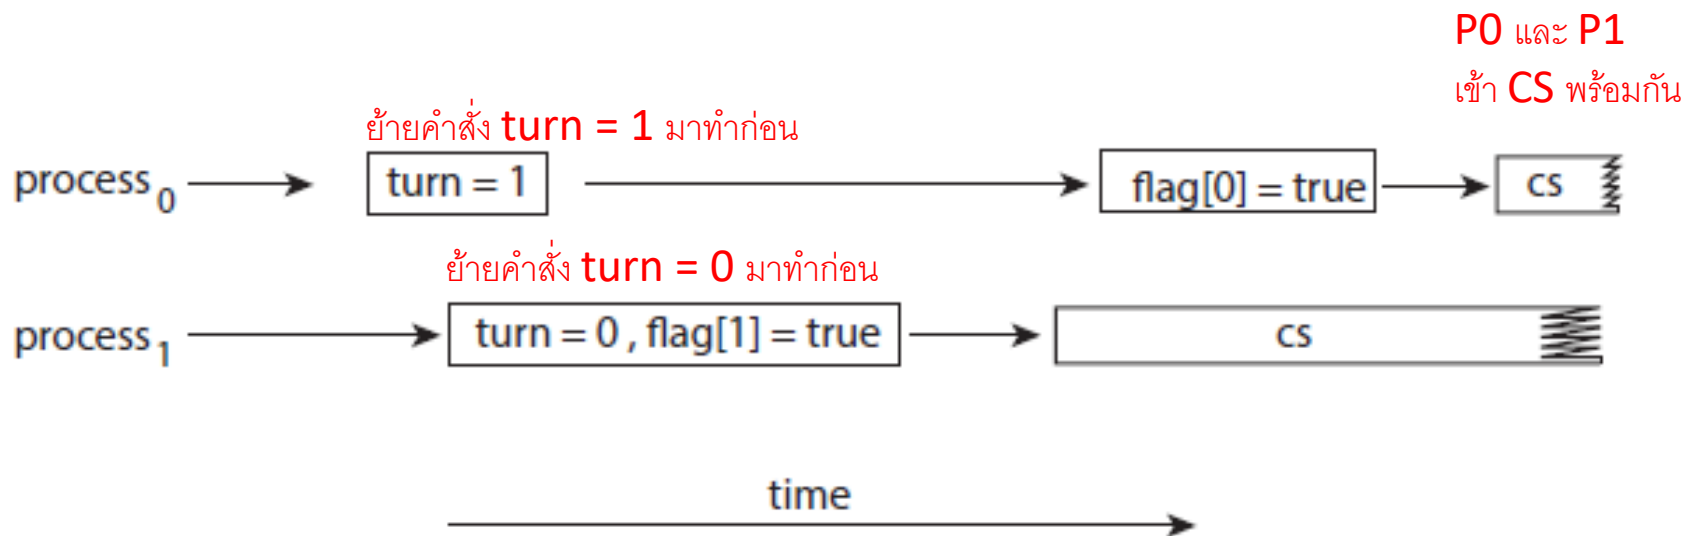 P0 และ P1
เข้า CS พร้อมกัน
ย้ายคำสั่ง turn = 1 มาทำก่อน
process0 turn = 1 flag[0] = true cs
ย้ายคำสั่ง turn = 0 มาทำก่อน
process1 turn = 0 , flag[1] = true cs
time